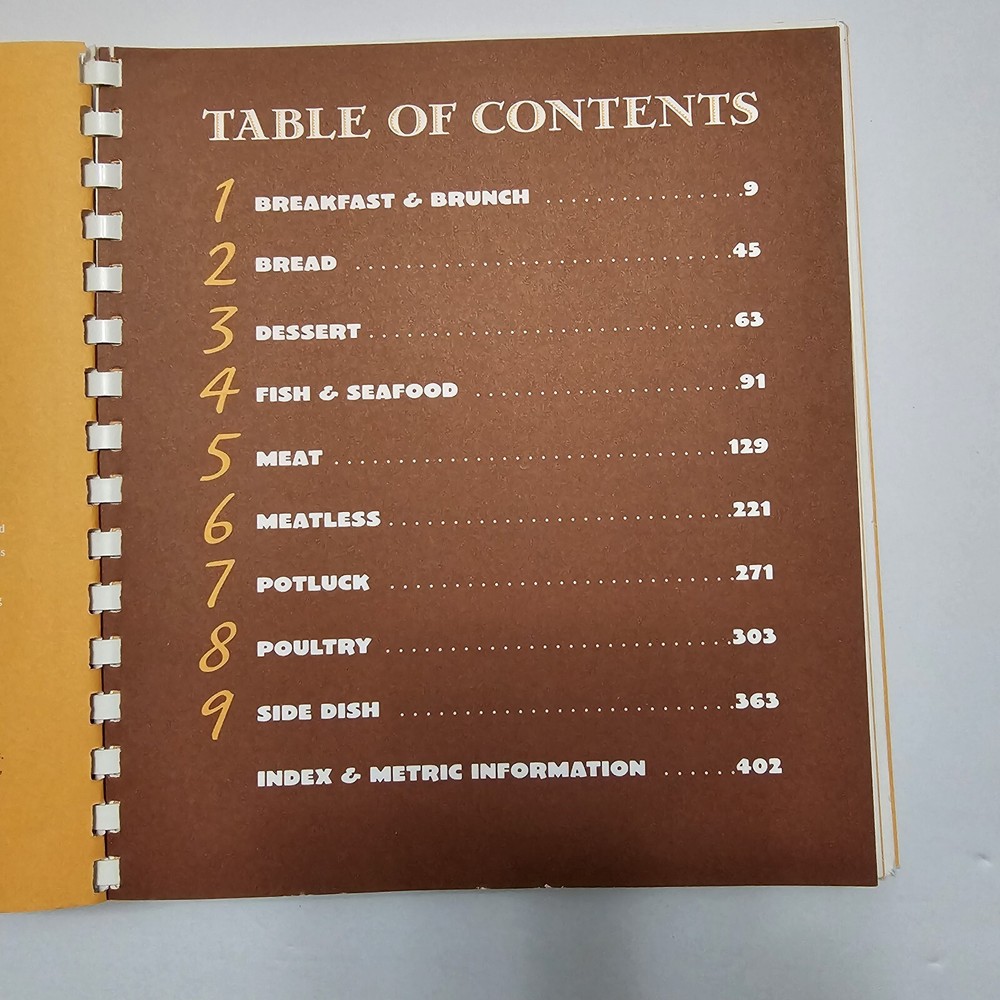 TABLE OF CONTENTS
1 BREAKFAST & BRUNCH ................ 9
2 BREAD ............................ 45
3 DESSERT ............................ 63
4 FISH & SEAFOOD .................... 91
5 MEAT .............................. 129
6 MEATLESS .......................... 221
7 POTLUCK .......................... 271
8 POULTRY .......................... 303
9 SIDE DISH .......................... 363
INDEX & METRIC INFORMATION ...... 402